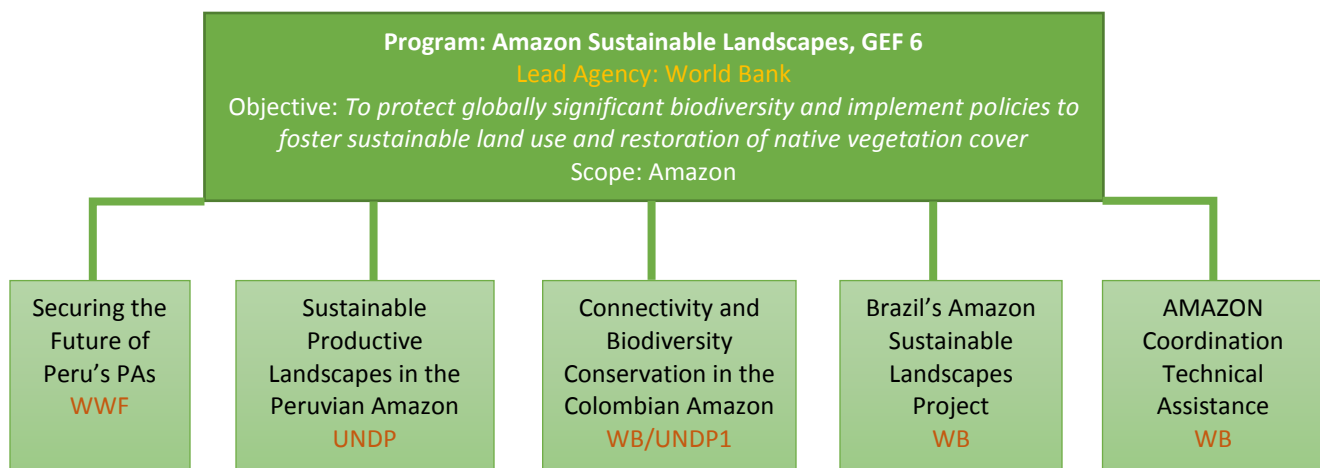 Program: Amazon Sustainable Landscapes, GEF 6
Lead Agency: World Bank
Objective: To protect globally significant biodiversity and implement policies to
foster sustainable land use and restoration of native vegetation cover
Scope: Amazon
Securing the
Future of
Peru's PAs
WWF
Sustainable
Productive
Landscapes in the
Peruvian Amazon
UNDP
Connectivity and
Biodiversity
Conservation in the
Colombian Amazon
WB/UNDP1
Brazil's Amazon
Sustainable
Landscapes
Project
WB
AMAZON
Coordination
Technical
Assistance
WB